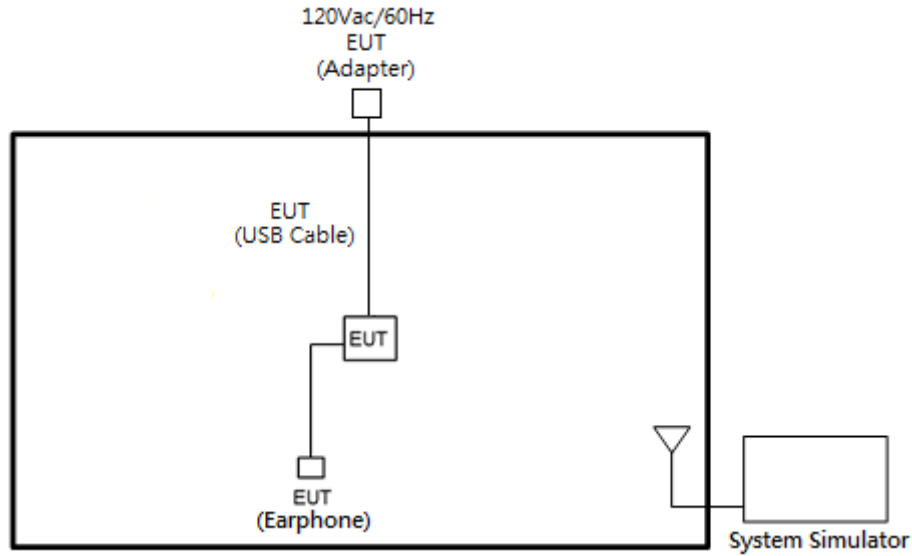 120Vac/60Hz
EUT
(Adapter)
EUT
(USB Cable)
EUT
EUT
(Earphone)
System Simulator